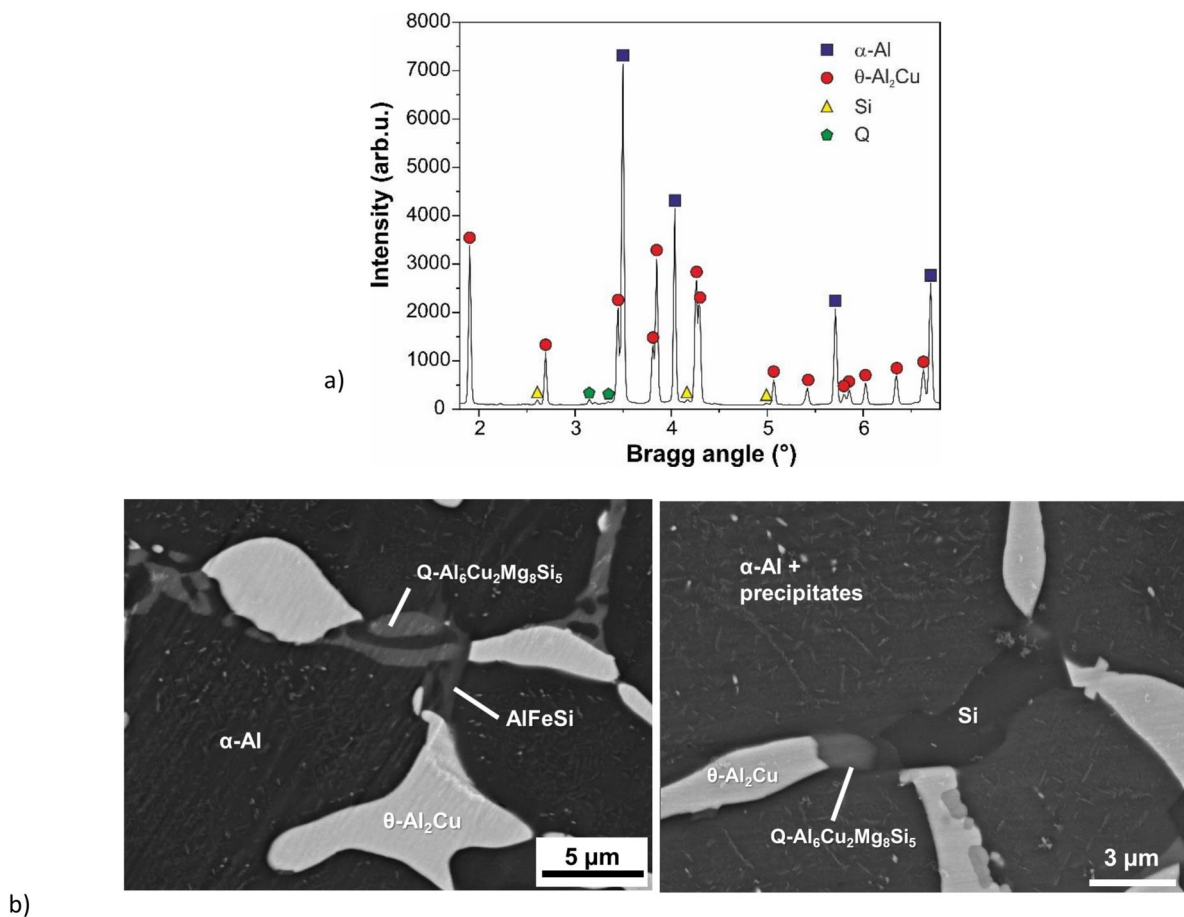 8000
7000
6000
5000
4000
3000
2000
1000
0
Intensity (arb.u.)
α-Al
θ-Al₂Cu
Si
Q
2 3 4 5 6
Bragg angle (°)
a)
Q-Al₆Cu₂Mg₈Si₅
AlFeSi
α-Al
θ-Al₂Cu
5 µm
α-Al +
precipitates
Si
θ-Al₂Cu
Q-Al₆Cu₂Mg₈Si₅
3 µm
b)